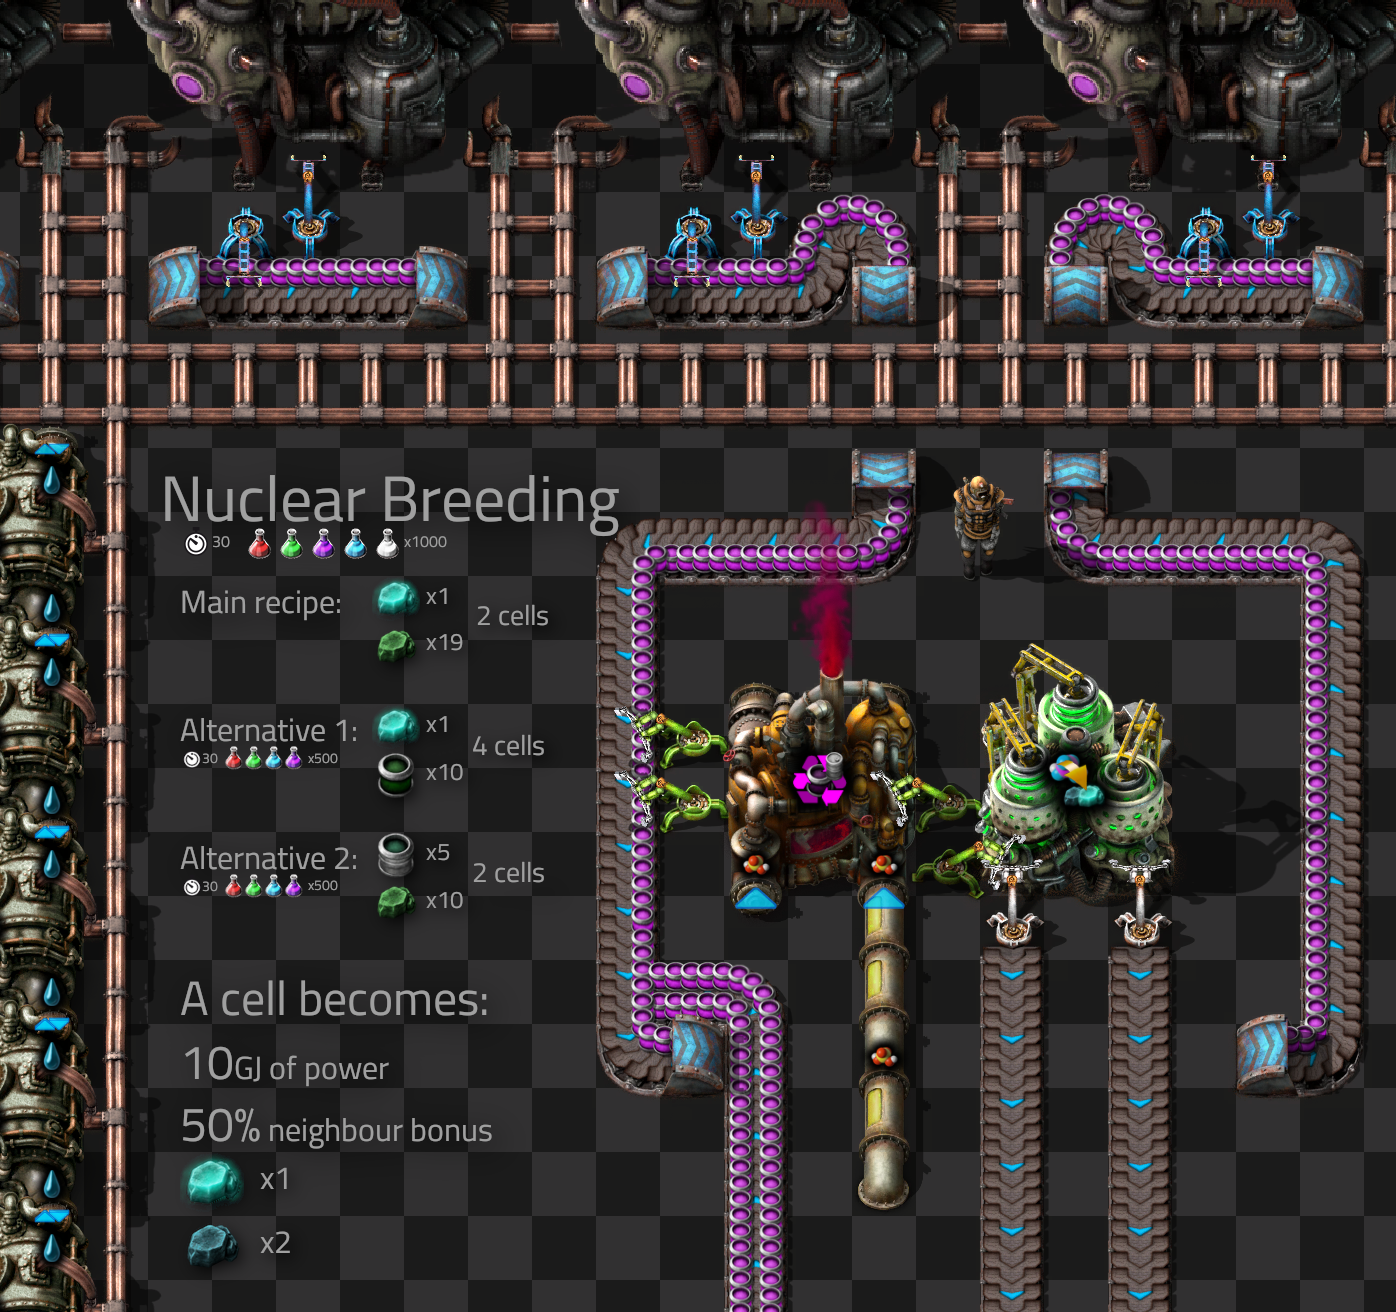 Nuclear Breeding
30 x1000
Main recipe: x1 2 cells
x19
Alternative 1: x1 4 cells
30 x500 x10
Alternative 2: x5 2 cells
30 x500 x10
A cell becomes:
10GJ of power
50% neighbour bonus
x1
x2